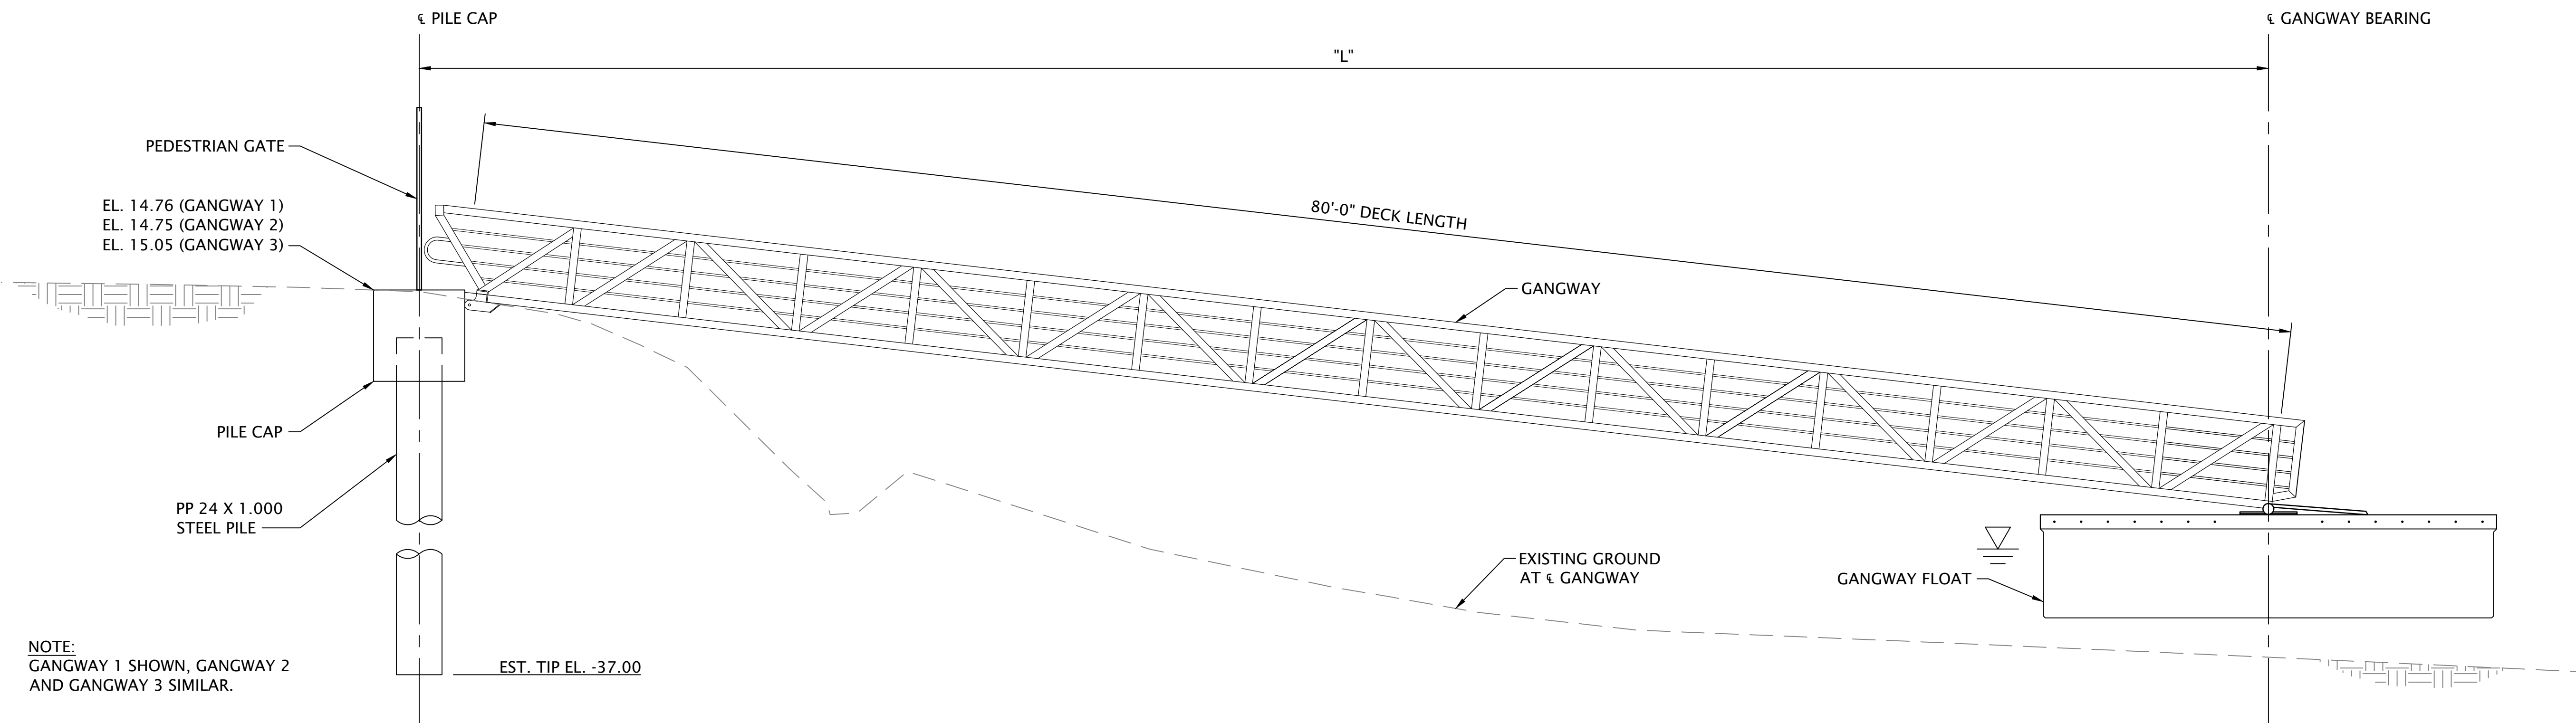 ℄ PILE CAP
℄ GANGWAY BEARING
"L"
PEDESTRIAN GATE
EL. 14.76 (GANGWAY 1)
EL. 14.75 (GANGWAY 2)
EL. 15.05 (GANGWAY 3)
80'-0" DECK LENGTH
GANGWAY
PILE CAP
PP 24 X 1.000
STEEL PILE
EXISTING GROUND
AT ℄ GANGWAY
GANGWAY FLOAT
NOTE:
GANGWAY 1 SHOWN, GANGWAY 2
AND GANGWAY 3 SIMILAR.
EST. TIP EL. -37.00